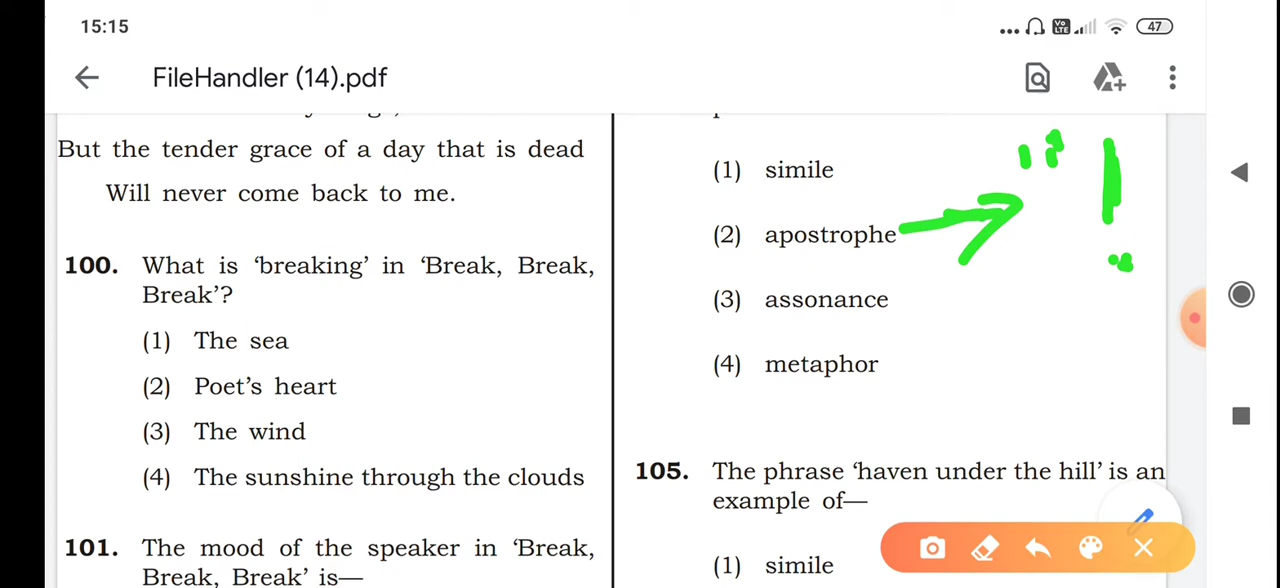 15:15
Vo LTE
47
FileHandler (14).pdf
But the tender grace of a day that is dead
Will never come back to me.
100. What is ‘breaking’ in ‘Break, Break,
Break’?
(1) The sea
(2) Poet’s heart
(3) The wind
(4) The sunshine through the clouds
101. The mood of the speaker in ‘Break,
Break, Break’ is—
(1) simile
(2) apostrophe
(3) assonance
(4) metaphor
105. The phrase ‘haven under the hill’ is an
example of—
(1) simile